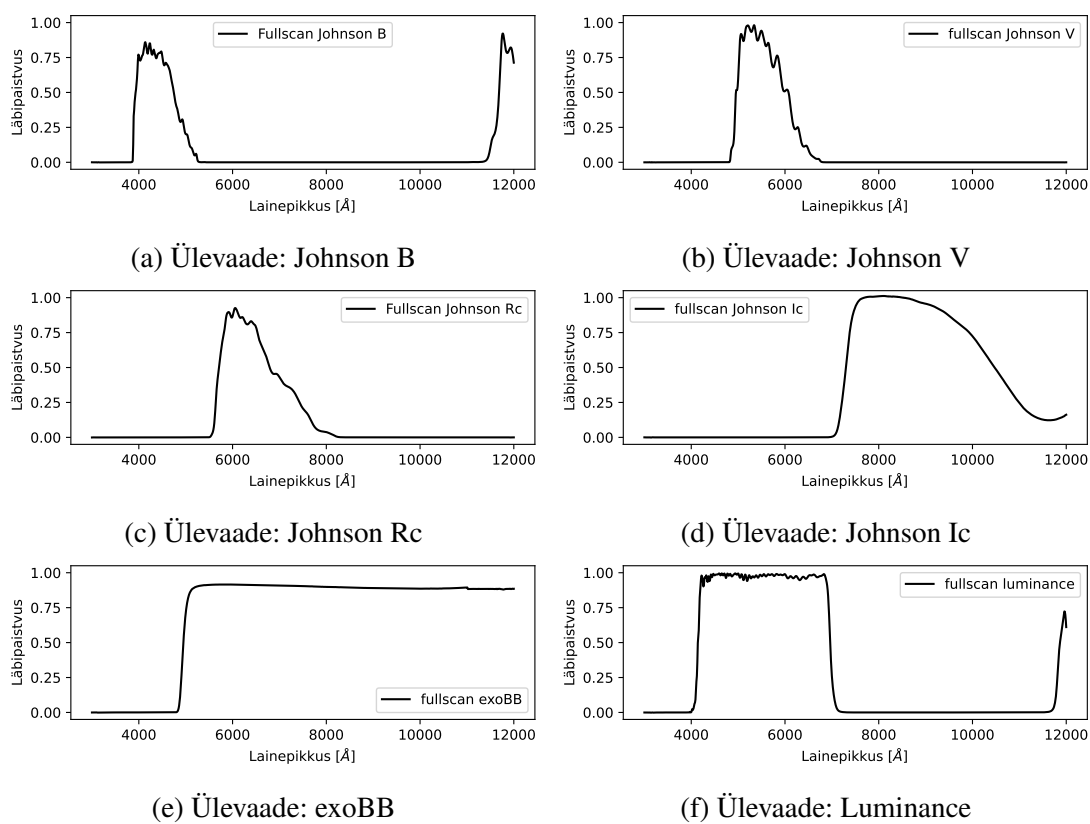 1.00
0.75
0.50
0.25
0.00
Läbipaistvus
Fullscan Johnson B
4000 6000 8000 10000 12000
Lainepikkus [Å]
(a) Ülevaade: Johnson B
1.00
0.75
0.50
0.25
0.00
Läbipaistvus
fullscan Johnson V
4000 6000 8000 10000 12000
Lainepikkus [Å]
(b) Ülevaade: Johnson V
1.00
0.75
0.50
0.25
0.00
Läbipaistvus
Fullscan Johnson Rc
4000 6000 8000 10000 12000
Lainepikkus [Å]
(c) Ülevaade: Johnson Rc
1.00
0.75
0.50
0.25
0.00
Läbipaistvus
fullscan Johnson Ic
4000 6000 8000 10000 12000
Lainepikkus [Å]
(d) Ülevaade: Johnson Ic
1.00
0.75
0.50
0.25
0.00
Läbipaistvus
fullscan exoBB
4000 6000 8000 10000 12000
Lainepikkus [Å]
(e) Ülevaade: exoBB
1.00
0.75
0.50
0.25
0.00
Läbipaistvus
fullscan luminance
4000 6000 8000 10000 12000
Lainepikkus [Å]
(f) Ülevaade: Luminance